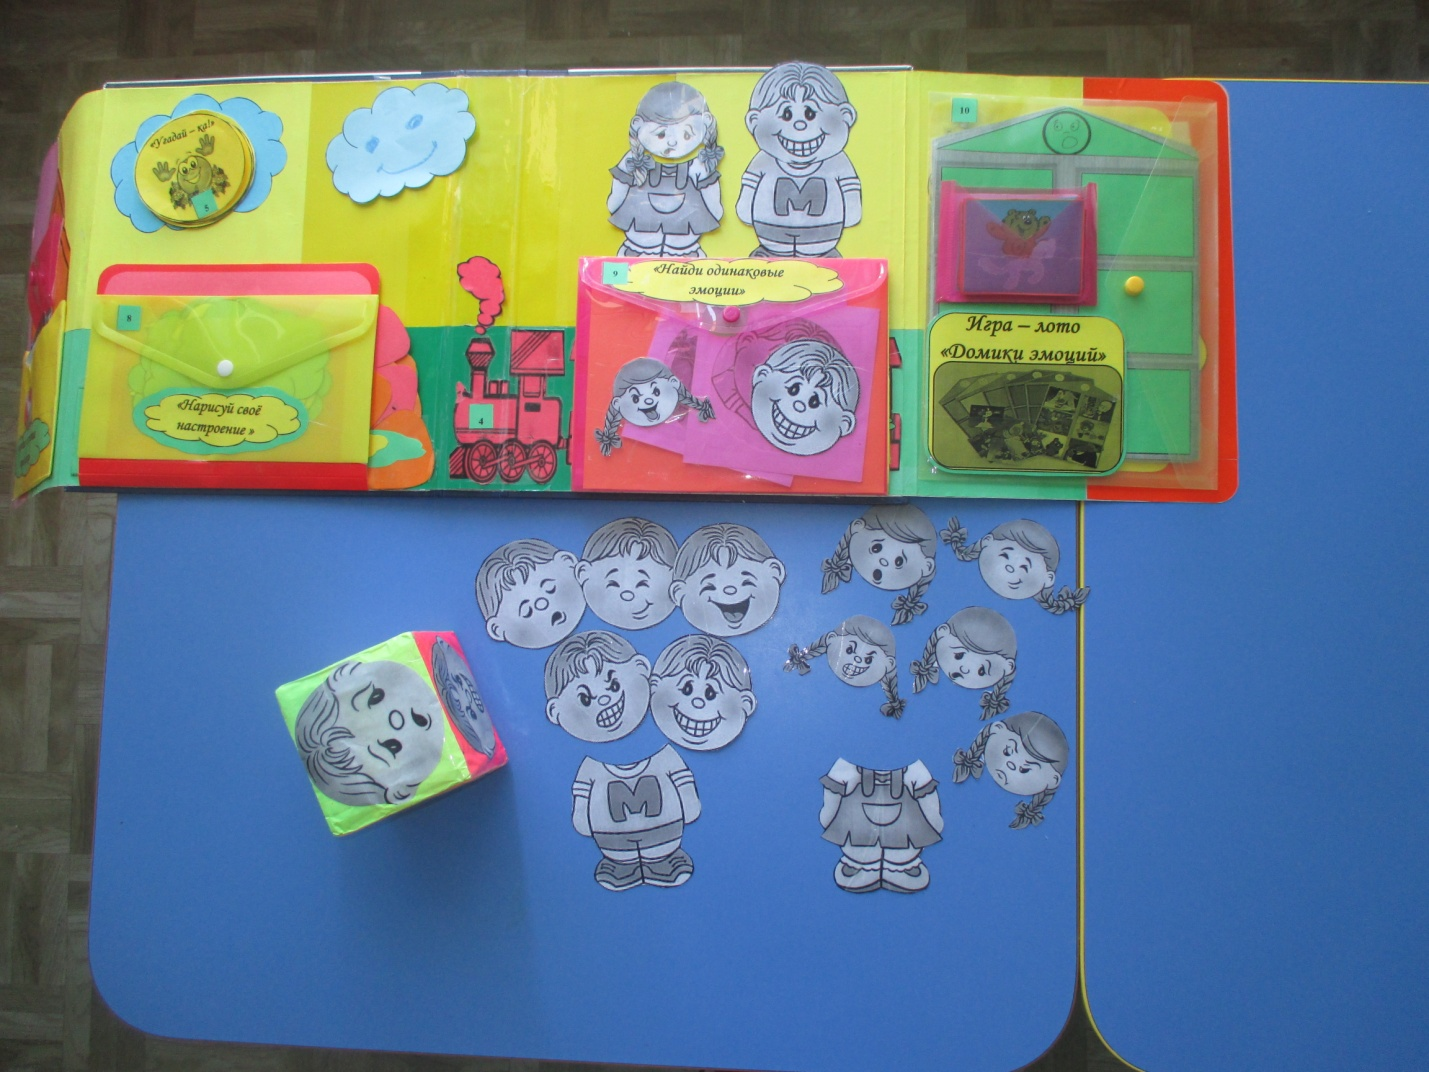 «Угадай – ка!»
5
8
«Нарисуй своё
настроение »
4
9
«Найди одинаковые
эмоции»
М
10
Игра – лото
«Домики эмоций»
М